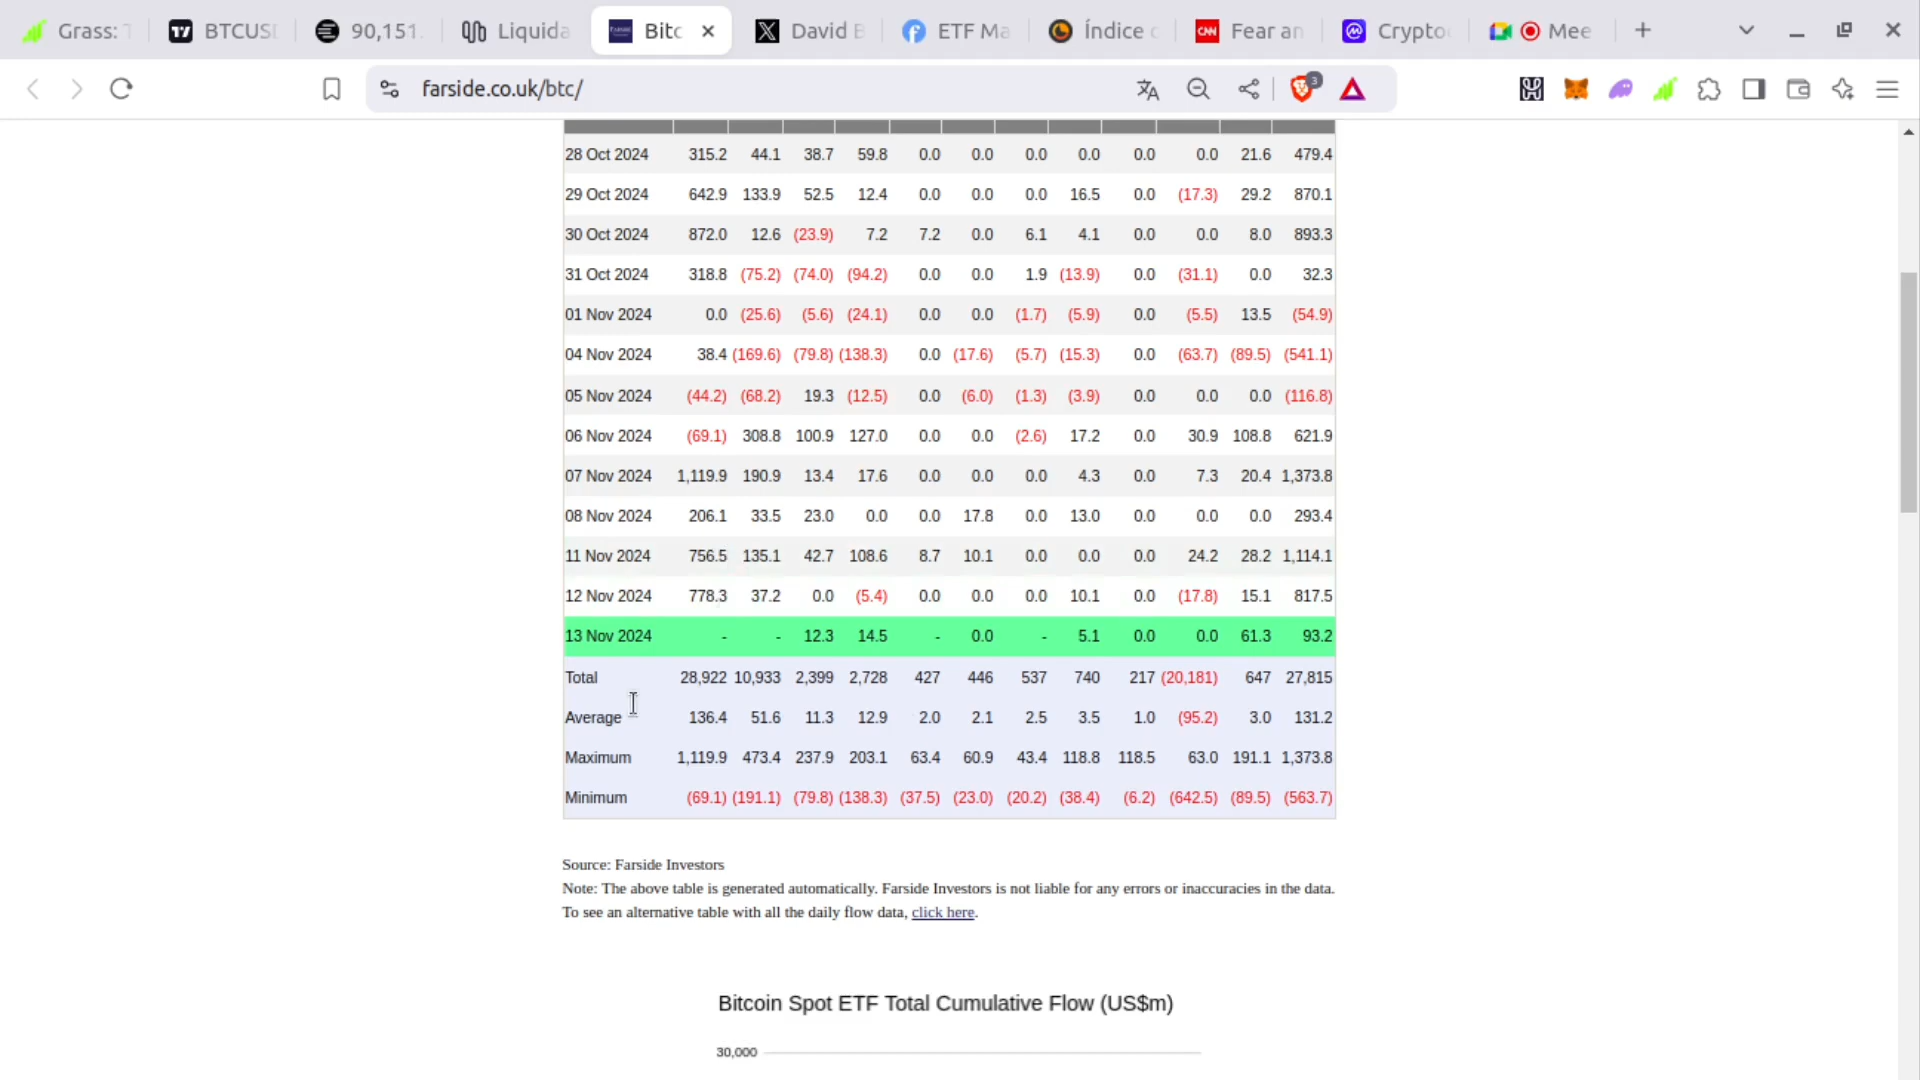 Grass: T
BTCUSD
90,151.
Liquida
Bitc
David B
ETF Ma
Índice c
CNN
Fear an
Crypto
Mee
farside.co.uk/btc/
3
28 Oct 2024 315.2 44.1 38.7 59.8 0.0 0.0 0.0 0.0 0.0 0.0 21.6 479.4
29 Oct 2024 642.9 133.9 52.5 12.4 0.0 0.0 0.0 16.5 0.0 (17.3) 29.2 870.1
30 Oct 2024 872.0 12.6 (23.9) 7.2 7.2 0.0 6.1 4.1 0.0 0.0 8.0 893.3
31 Oct 2024 318.8 (75.2) (74.0) (94.2) 0.0 0.0 1.9 (13.9) 0.0 (31.1) 0.0 32.3
01 Nov 2024 0.0 (25.6) (5.6) (24.1) 0.0 0.0 (1.7) (5.9) 0.0 (5.5) 13.5 (54.9)
04 Nov 2024 38.4 (169.6) (79.8) (138.3) 0.0 (17.6) (5.7) (15.3) 0.0 (63.7) (89.5) (541.1)
05 Nov 2024 (44.2) (68.2) 19.3 (12.5) 0.0 (6.0) (1.3) (3.9) 0.0 0.0 0.0 (116.8)
06 Nov 2024 (69.1) 308.8 100.9 127.0 0.0 0.0 (2.6) 17.2 0.0 30.9 108.8 621.9
07 Nov 2024 1,119.9 190.9 13.4 17.6 0.0 0.0 0.0 4.3 0.0 7.3 20.4 1,373.8
08 Nov 2024 206.1 33.5 23.0 0.0 0.0 17.8 0.0 13.0 0.0 0.0 0.0 293.4
11 Nov 2024 756.5 135.1 42.7 108.6 8.7 10.1 0.0 0.0 0.0 24.2 28.2 1,114.1
12 Nov 2024 778.3 37.2 0.0 (5.4) 0.0 0.0 0.0 10.1 0.0 (17.8) 15.1 817.5
13 Nov 2024 - - 12.3 14.5 - 0.0 - 5.1 0.0 0.0 61.3 93.2
Total 28,922 10,933 2,399 2,728 427 446 537 740 217 (20,181) 647 27,815
Average 136.4 51.6 11.3 12.9 2.0 2.1 2.5 3.5 1.0 (95.2) 3.0 131.2
Maximum 1,119.9 473.4 237.9 203.1 63.4 60.9 43.4 118.8 118.5 63.0 191.1 1,373.8
Minimum (69.1) (191.1) (79.8) (138.3) (37.5) (23.0) (20.2) (38.4) (6.2) (642.5) (89.5) (563.7)
Source: Farside Investors
Note: The above table is generated automatically. Farside Investors is not liable for any errors or inaccuracies in the data.
To see an alternative table with all the daily flow data, click here.
Bitcoin Spot ETF Total Cumulative Flow (US$m)
30,000